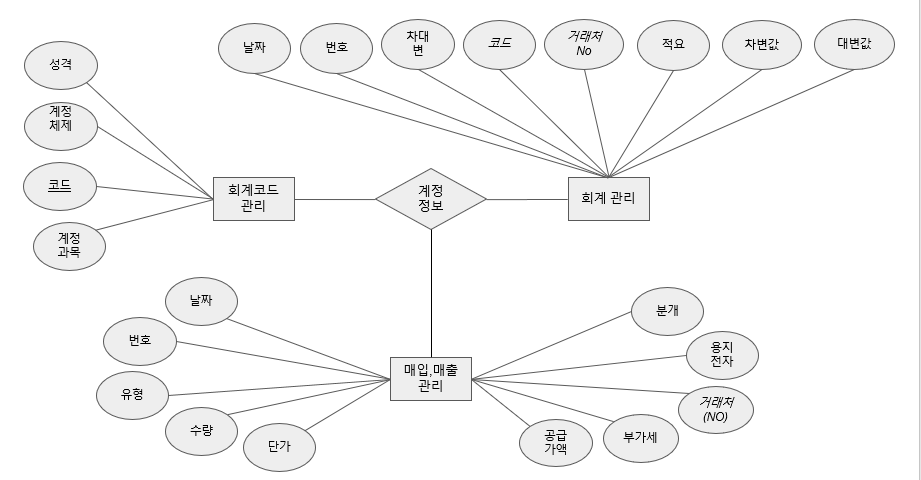 날짜
번호
차대
변
코드
거래처
No
적요
차변값
대변값
성격
계정
체제
코드
계정
과목
회계코드
관리
계정
정보
회계 관리
날짜
번호
유형
수량
단가
매입,매출
관리
분개
용지
전자
거래처
(NO)
부가세
공급
가액